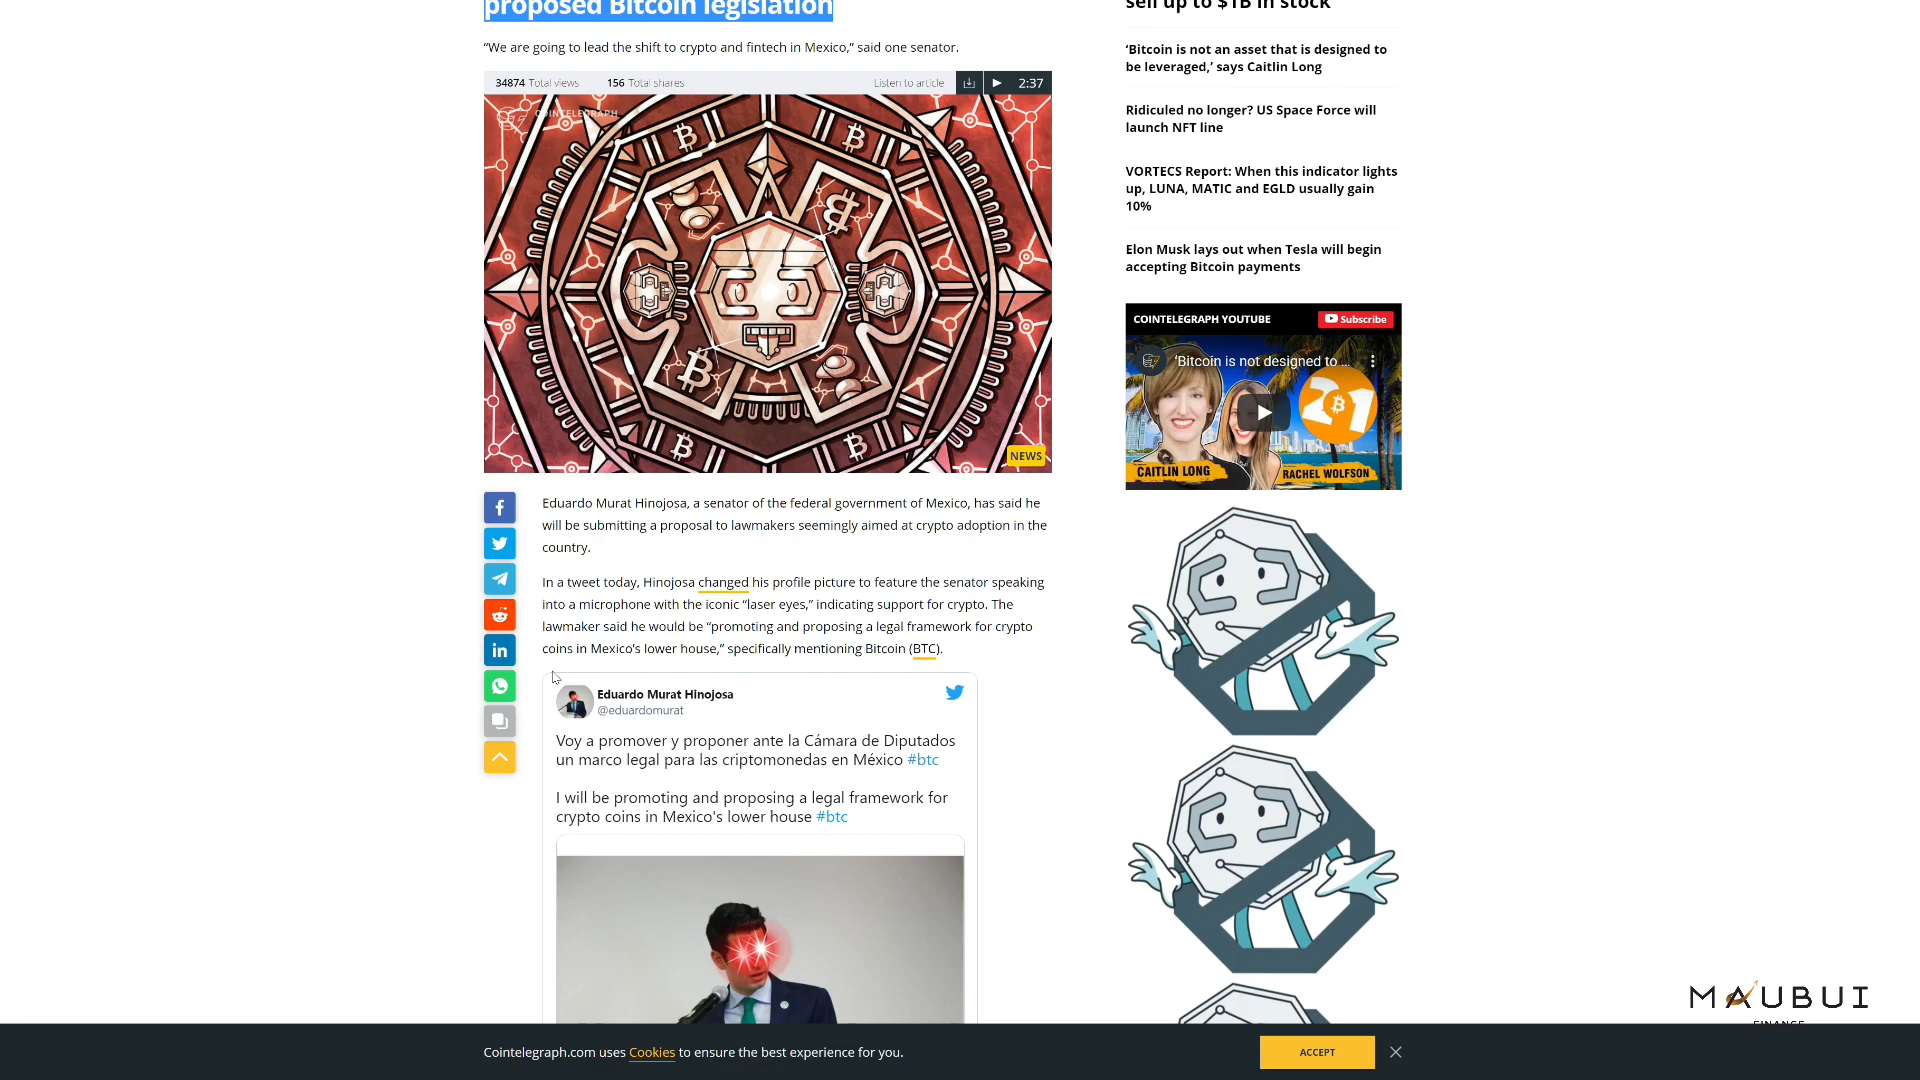 proposed Bitcoin legislation
“We are going to lead the shift to crypto and fintech in Mexico,” said one senator.
34874 Total views 156 Total shares Listen to article 2:37
COINTELEGRAPH
NEWS
Eduardo Murat Hinojosa, a senator of the federal government of Mexico, has said he
will be submitting a proposal to lawmakers seemingly aimed at crypto adoption in the
country.
In a tweet today, Hinojosa changed his profile picture to feature the senator speaking
into a microphone with the iconic “laser eyes,” indicating support for crypto. The
lawmaker said he would be “promoting and proposing a legal framework for crypto
coins in Mexico’s lower house,” specifically mentioning Bitcoin (BTC).
Eduardo Murat Hinojosa
@eduardomurat
Voy a promover y proponer ante la Cámara de Diputados
un marco legal para las criptomonedas en México #btc
I will be promoting and proposing a legal framework for
crypto coins in Mexico's lower house #btc
sell up to $1B in stock
‘Bitcoin is not an asset that is designed to
be leveraged,’ says Caitlin Long
Ridiculed no longer? US Space Force will
launch NFT line
VORTECS Report: When this indicator lights
up, LUNA, MATIC and EGLD usually gain
10%
Elon Musk lays out when Tesla will begin
accepting Bitcoin payments
COINTELEGRAPH YOUTUBE Subscribe
‘Bitcoin is not designed to ...
21
CAITLIN LONG
RACHEL WOLFSON
MAUBUI
FINANCE
Cointelegraph.com uses Cookies to ensure the best experience for you.
ACCEPT